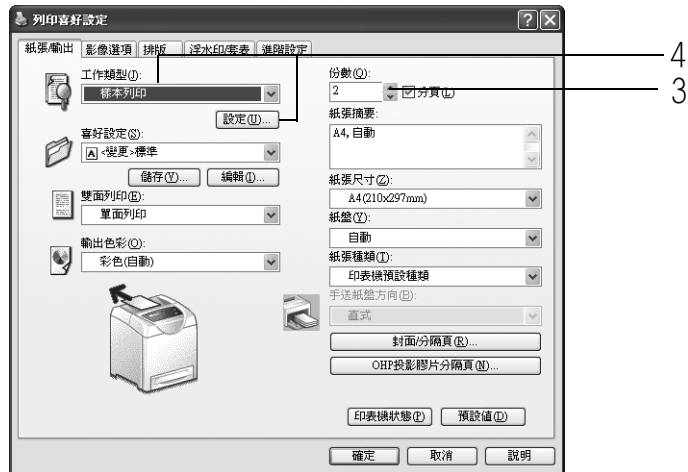 列印喜好設定
紙張/輸出 影像選項 排版 浮水印/套表 進階設定
4
3
工作類型(J):
樣本列印
設定(U)...
喜好設定(S):
A <變更>標準
儲存(Y)... 編輯(I)...
雙面列印(E):
單面列印
輸出色彩(O):
彩色(自動)
份數(Q):
2 分頁(L)
紙張摘要:
A4, 自動
紙張尺寸(Z):
A4 (210x297mm)
紙盤(Y):
自動
紙張種類(T):
印表機預設種類
手送紙盤方向(B):
直式
封面/分隔頁(R)...
OHP投影膠片分隔頁(N)...
印表機狀態(P) 預設值(D)
確定 取消 說明